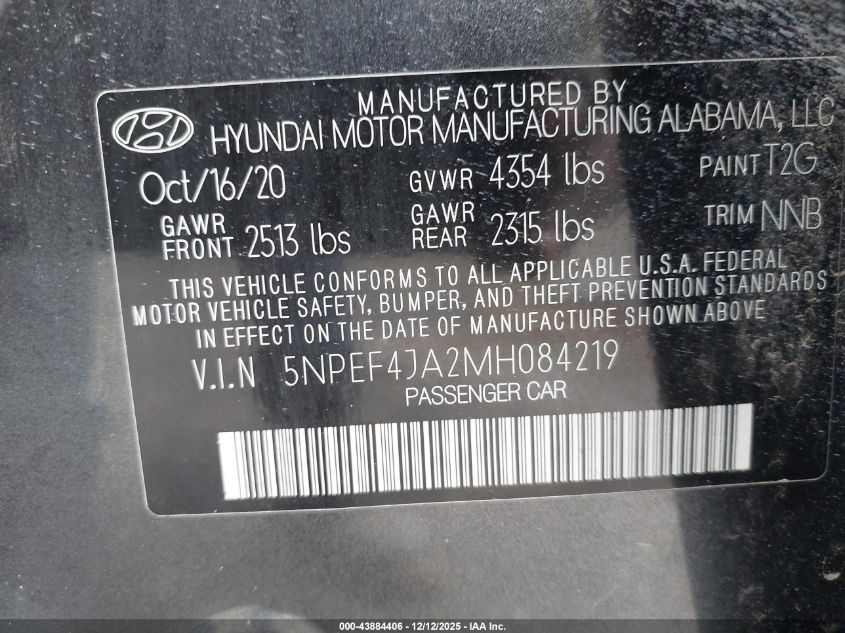 MANUFACTURED BY
HYUNDAI MOTOR MANUFACTURING ALABAMA, LLC
Oct/16/20 GVWR 4354 lbs PAINT T2G
GAWR FRONT 2513 lbs GAWR REAR 2315 lbs TRIM NNB
THIS VEHICLE CONFORMS TO ALL APPLICABLE U.S.A. FEDERAL
MOTOR VEHICLE SAFETY, BUMPER, AND THEFT PREVENTION STANDARDS
IN EFFECT ON THE DATE OF MANUFACTURE SHOWN ABOVE
V.I.N 5NPEF4JA2MH084219
PASSENGER CAR
000-43884406 - 12/12/2025 - IAA Inc.